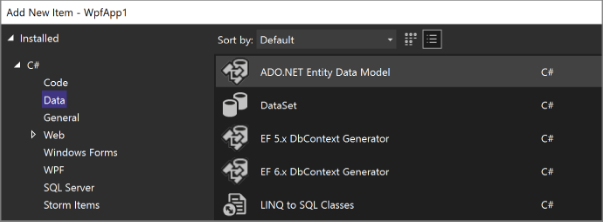 Add New Item - WpfApp1
Installed
Sort by: Default
C#
Code
Data
General
Web
Windows Forms
WPF
SQL Server
Storm Items
ADO.NET Entity Data Model C#
DataSet C#
EF 5.x DbContext Generator C#
EF 6.x DbContext Generator C#
LINQ to SQL Classes C#